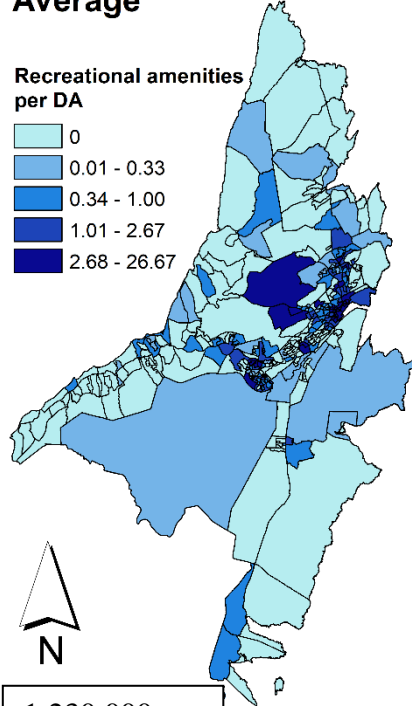 Average
Recreational amenities
per DA
0
0.01 - 0.33
0.34 - 1.00
1.01 - 2.67
2.68 - 26.67
N